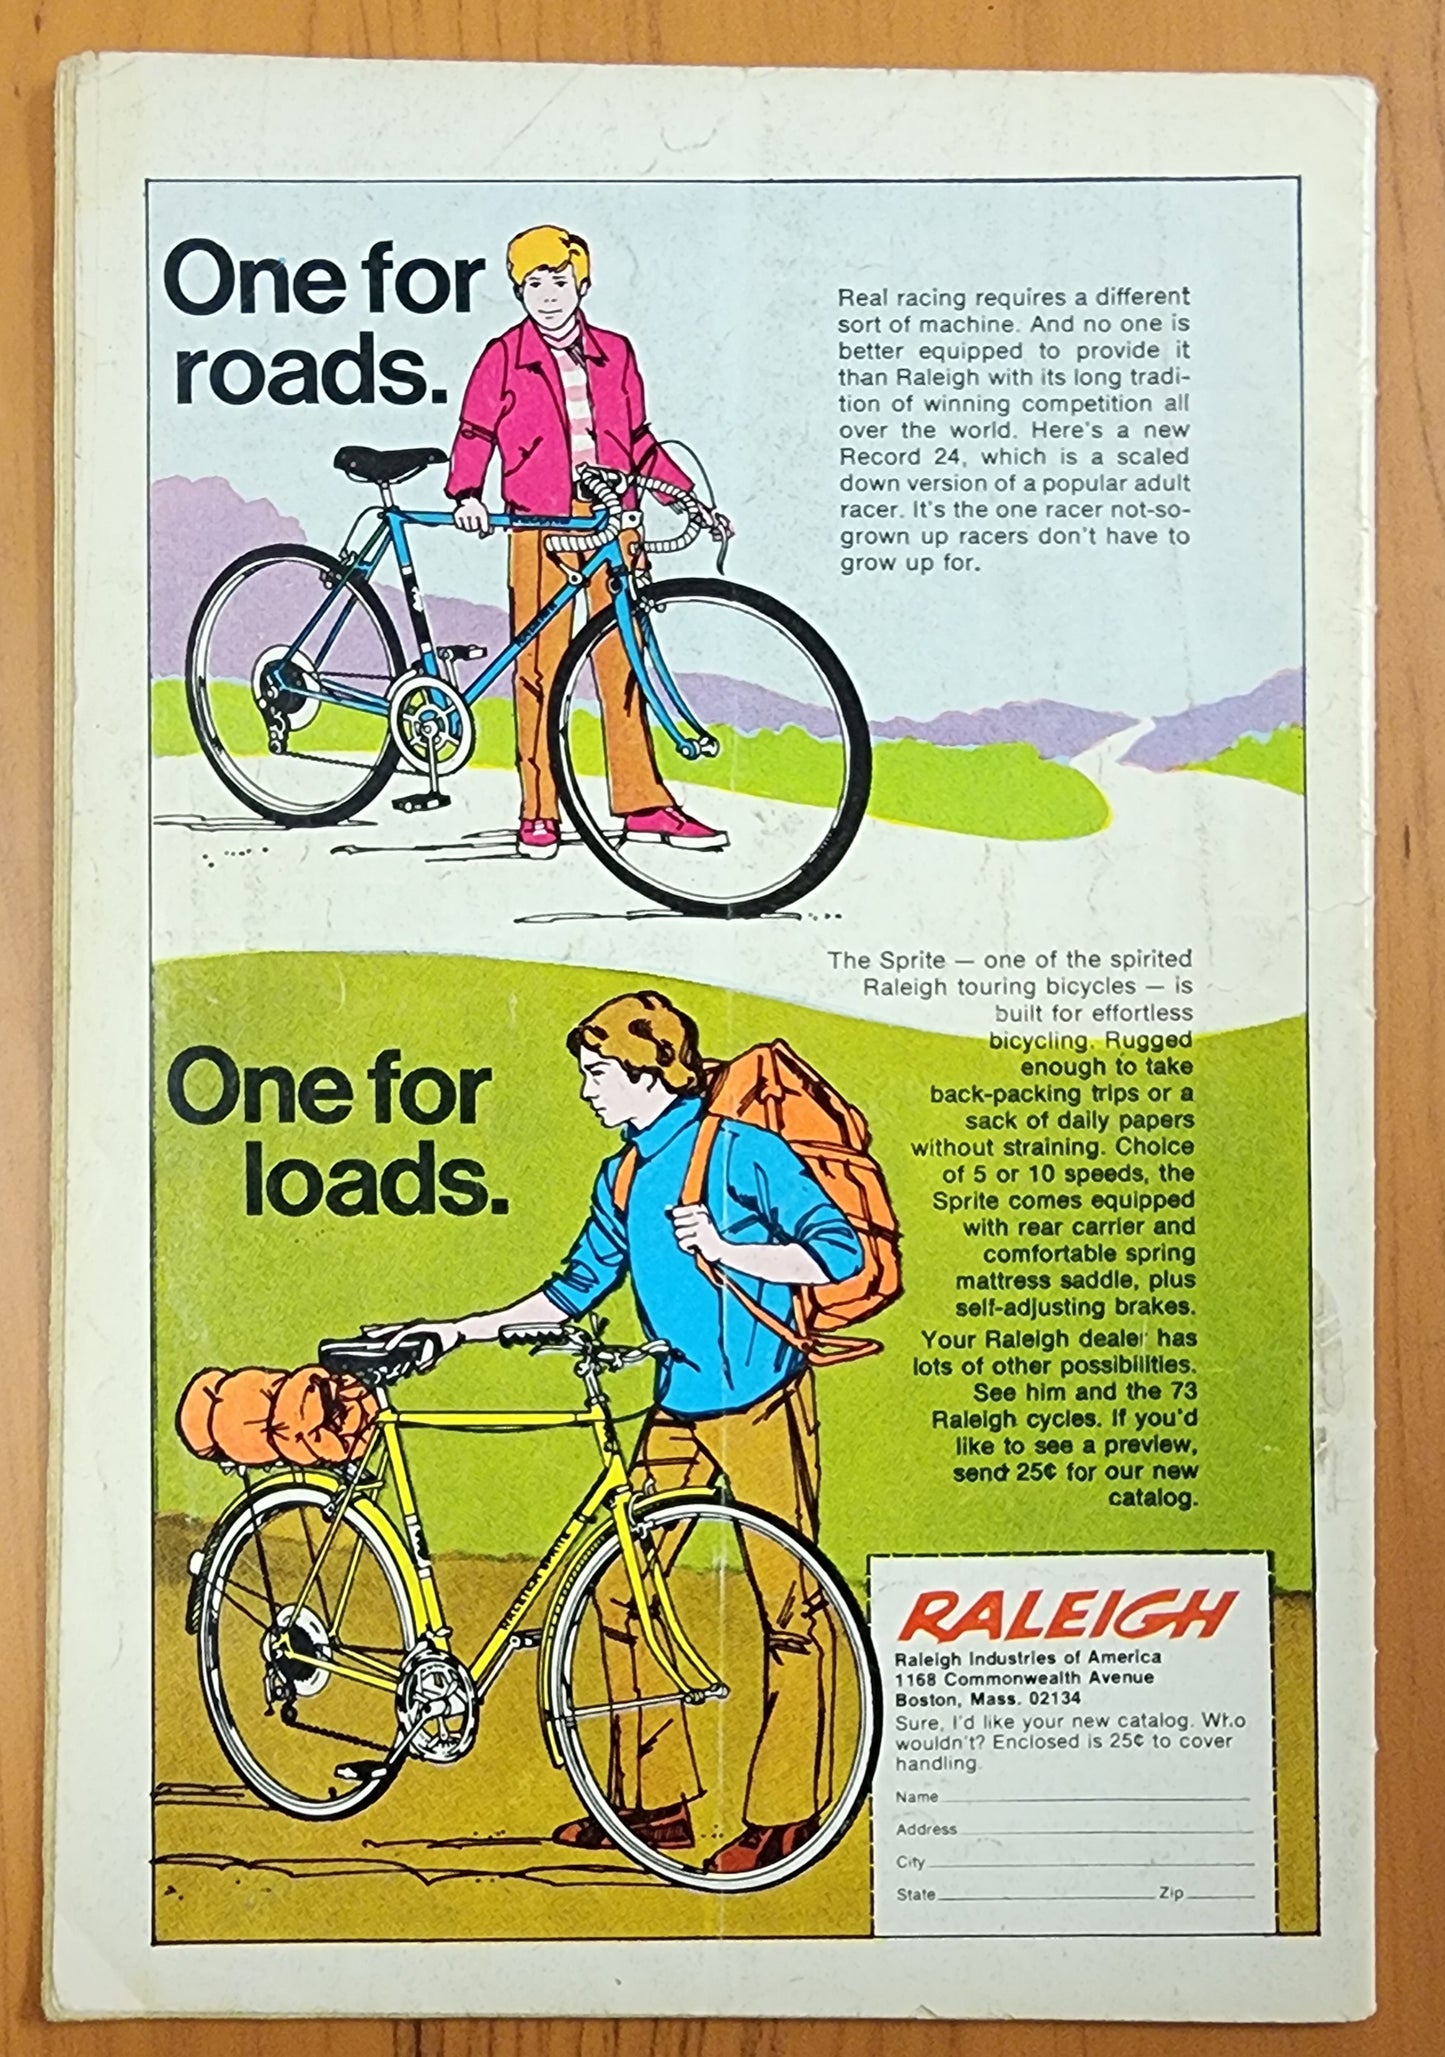 One for
roads.
Real racing requires a different
sort of machine. And no one is
better equipped to provide it
than Raleigh with its long tradi-
tion of winning competition all
over the world. Here's a new
Record 24, which is a scaled
down version of a popular adult
racer. It's the one racer not-so-
grown up racers don't have to
grow up for.
One for
loads.
The Sprite — one of the spirited
Raleigh touring bicycles — is
built for effortless
bicycling. Rugged
enough to take
back-packing trips or a
sack of daily papers
without straining. Choice
of 5 or 10 speeds, the
Sprite comes equipped
with rear carrier and
comfortable spring
mattress saddle, plus
self-adjusting brakes.
Your Raleigh dealer has
lots of other possibilities.
See him and the 73
Raleigh cycles. If you'd
like to see a preview,
send 25¢ for our new
catalog.
RALEIGH SPRITE
RALEIGH
Raleigh Industries of America
1168 Commonwealth Avenue
Boston, Mass. 02134
Sure, I'd like your new catalog. Who
wouldn't? Enclosed is 25¢ to cover
handling.
Name
Address
City
State Zip